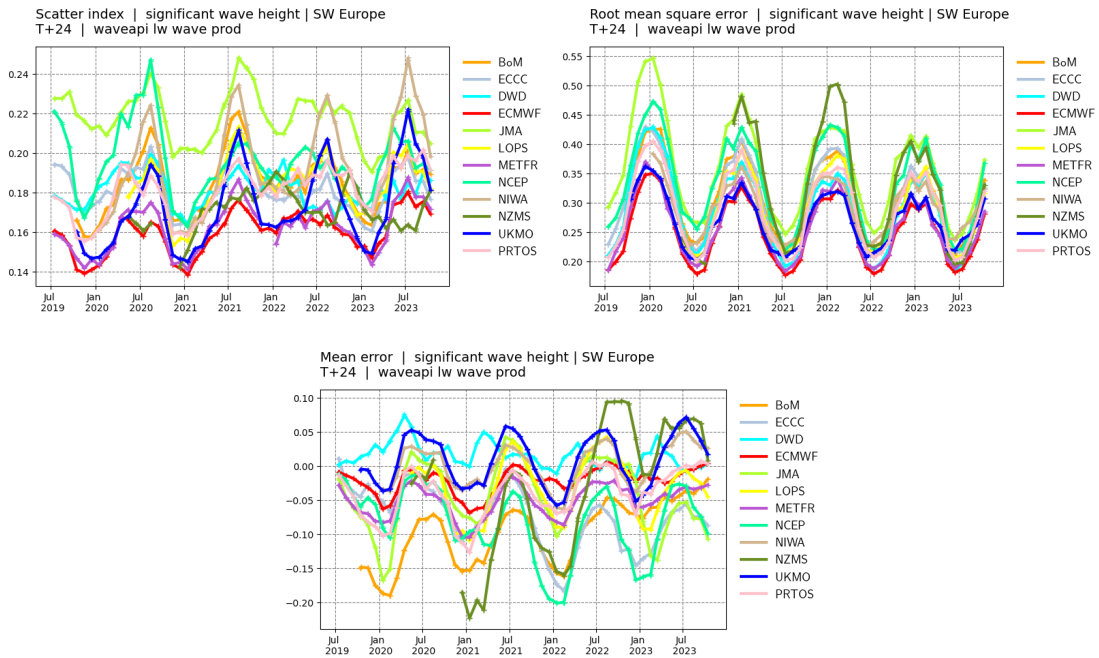 Scatter index | significant wave height | SW Europe
T+24 | waveapi lw wave prod
0.24
0.22
0.20
0.18
0.16
0.14
Jul 2019
Jan 2020
Jul 2020
Jan 2021
Jul 2021
Jan 2022
Jul 2022
Jan 2023
Jul 2023
BoM
ECCC
DWD
ECMWF
JMA
LOPS
METFR
NCEP
NIWA
NZMS
UKMO
PRTOS
Root mean square error | significant wave height | SW Europe
T+24 | waveapi lw wave prod
0.55
0.50
0.45
0.40
0.35
0.30
0.25
0.20
Jul 2019
Jan 2020
Jul 2020
Jan 2021
Jul 2021
Jan 2022
Jul 2022
Jan 2023
Jul 2023
BoM
ECCC
DWD
ECMWF
JMA
LOPS
METFR
NCEP
NIWA
NZMS
UKMO
PRTOS
Mean error | significant wave height | SW Europe
T+24 | waveapi lw wave prod
0.10
0.05
0.00
−0.05
−0.10
−0.15
−0.20
Jul 2019
Jan 2020
Jul 2020
Jan 2021
Jul 2021
Jan 2022
Jul 2022
Jan 2023
Jul 2023
BoM
ECCC
DWD
ECMWF
JMA
LOPS
METFR
NCEP
NIWA
NZMS
UKMO
PRTOS